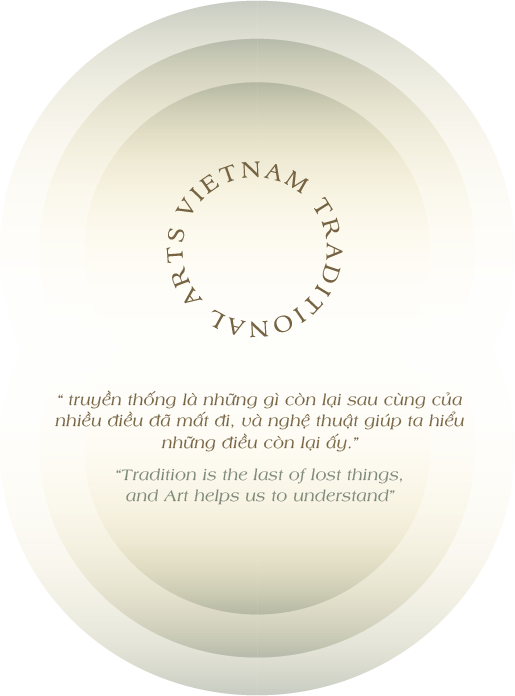 VIETNAM TRADITIONAL ARTS
“ truyền thống là những gì còn lại sau cùng của
nhiều điều đã mất đi, và nghệ thuật giúp ta hiểu
những điều còn lại ấy.”
“Tradition is the last of lost things,
and Art helps us to understand”